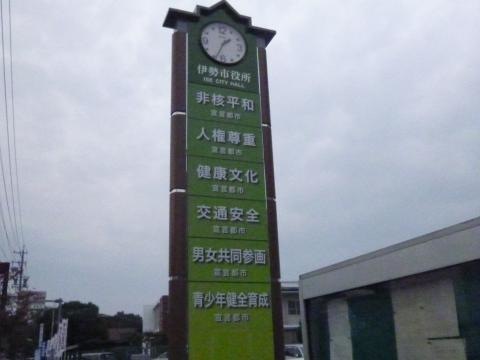 伊勢市役所
ISE CITY HALL
非核平和
宣言都市
人権尊重
宣言都市
健康文化
宣言都市
交通安全
宣言都市
男女共同参画
宣言都市
青少年健全育成
宣言都市